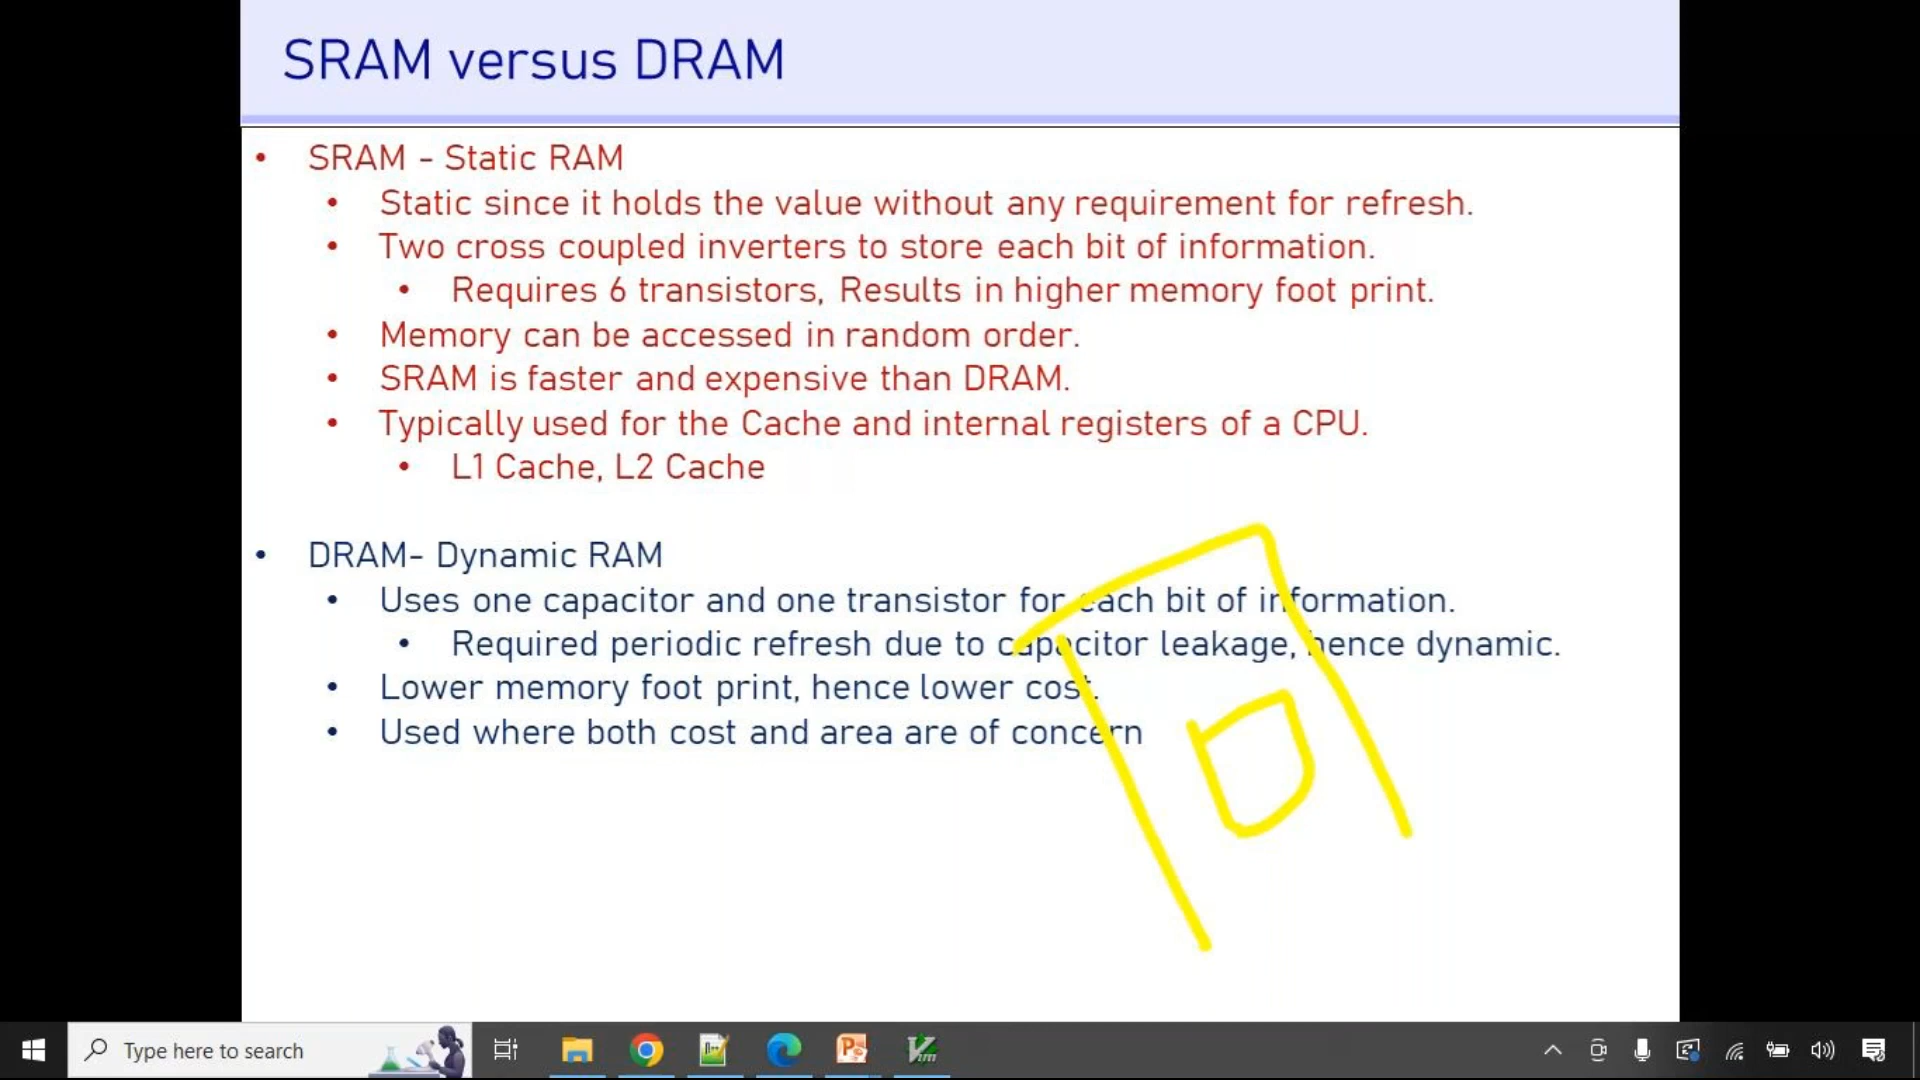 SRAM versus DRAM
• SRAM - Static RAM
• Static since it holds the value without any requirement for refresh.
• Two cross coupled inverters to store each bit of information.
• Requires 6 transistors, Results in higher memory foot print.
• Memory can be accessed in random order.
• SRAM is faster and expensive than DRAM.
• Typically used for the Cache and internal registers of a CPU.
• L1 Cache, L2 Cache
• DRAM- Dynamic RAM
• Uses one capacitor and one transistor for each bit of information.
• Required periodic refresh due to capacitor leakage, hence dynamic.
• Lower memory foot print, hence lower cost.
• Used where both cost and area are of concern
Type here to search